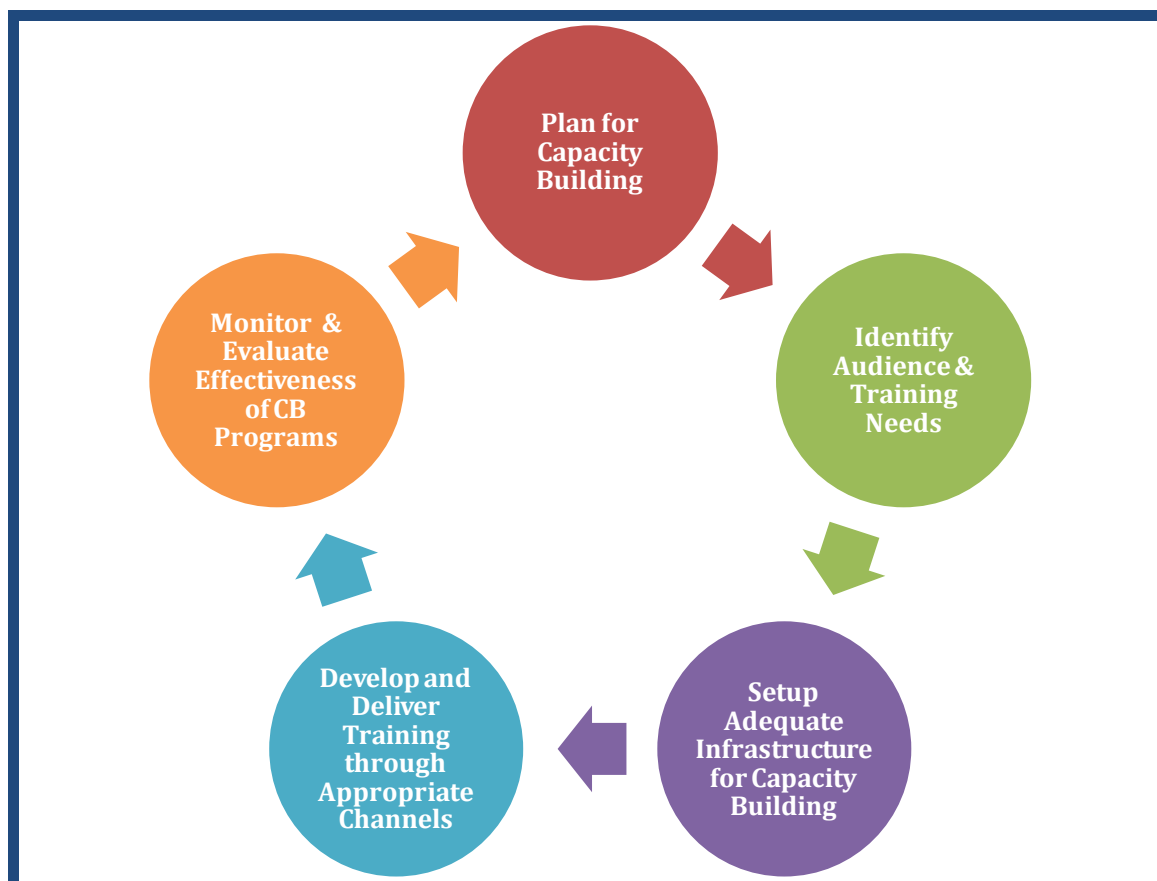 Plan for
Capacity
Building
Identify
Audience &
Training
Needs
Setup
Adequate
Infrastructure
for Capacity
Building
Develop and
Deliver
Training
through
Appropriate
Channels
Monitor &
Evaluate
Effectiveness
of CB
Programs